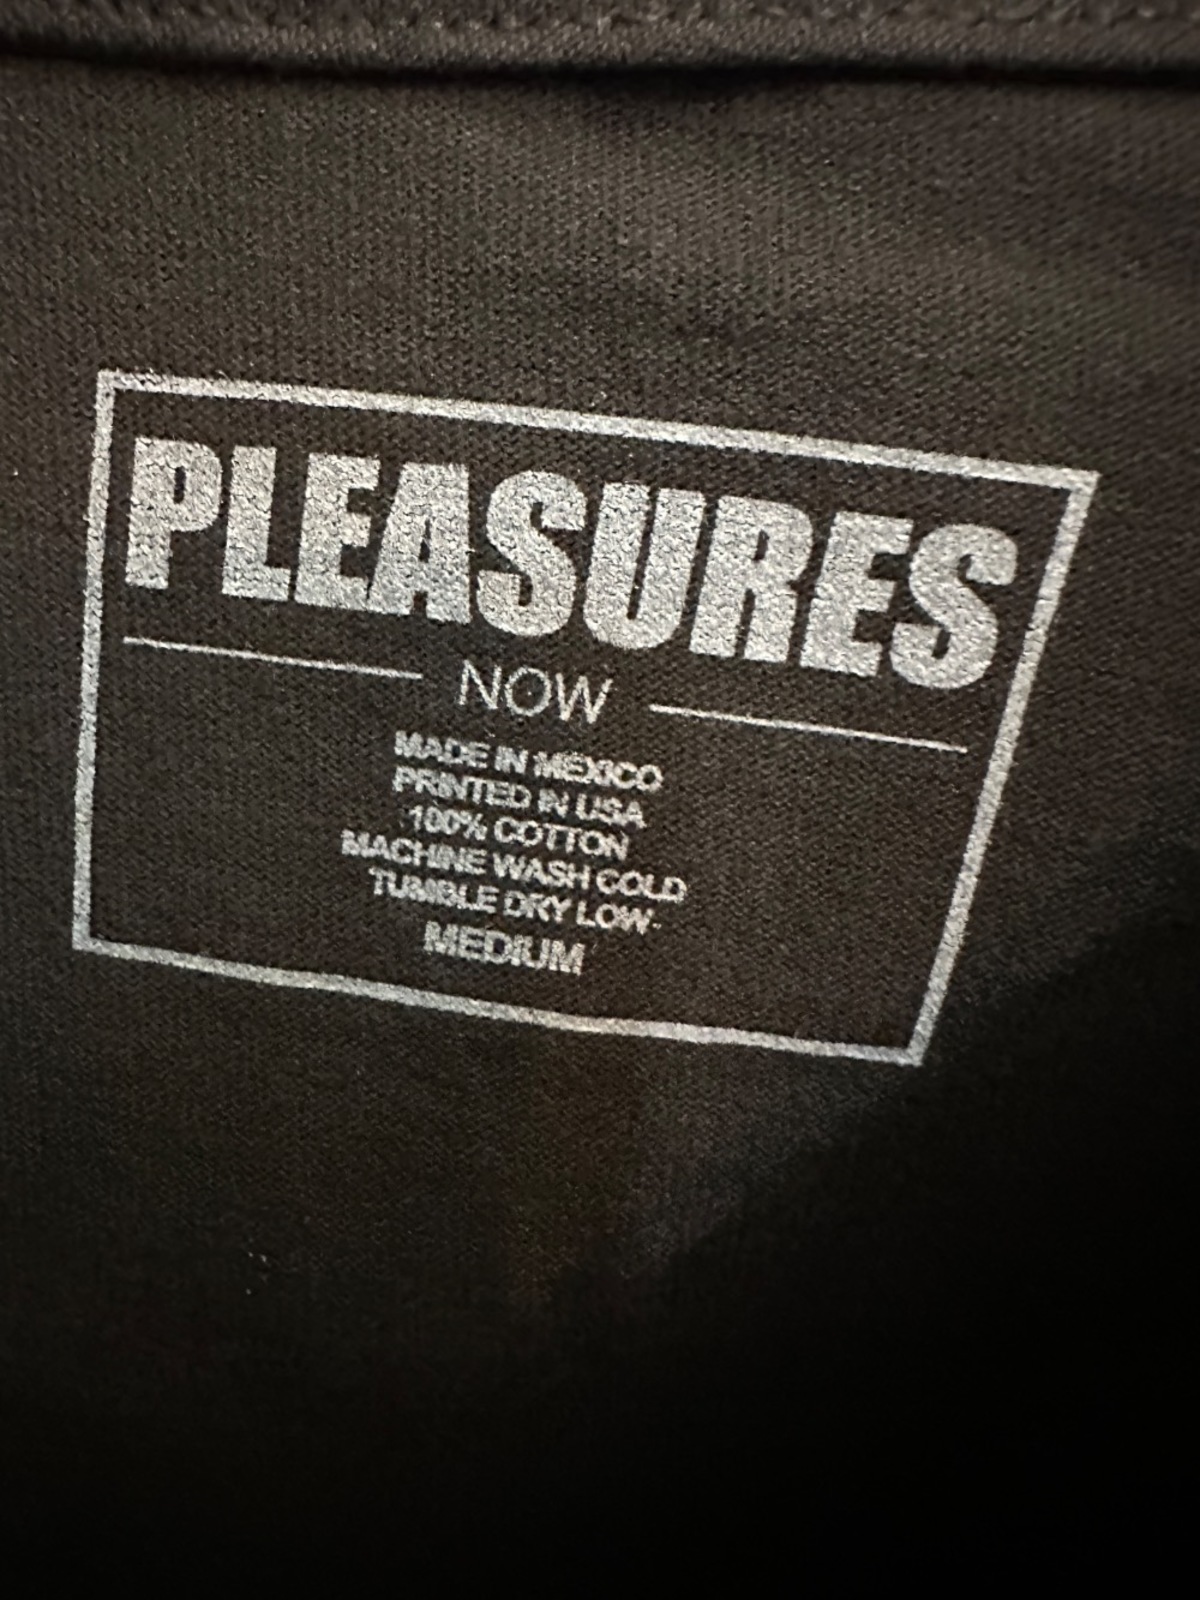 PLEASURES
NOW
MADE IN MEXICO
PRINTED IN USA
100% COTTON
MACHINE WASH COLD
TUMBLE DRY LOW-
MEDIUM